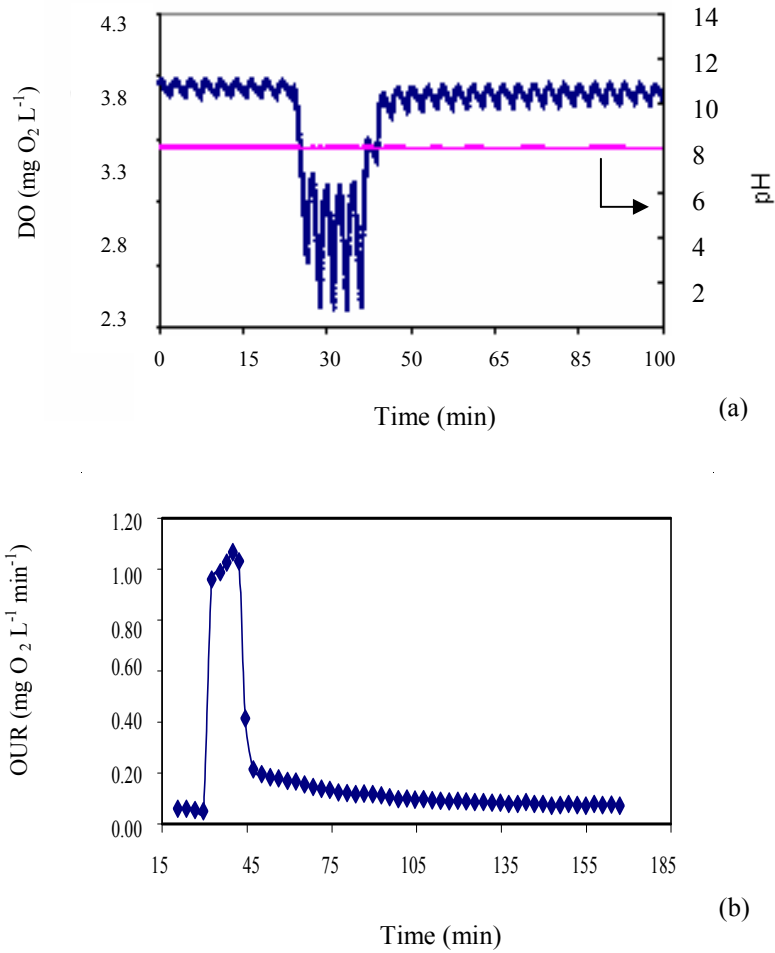 4.3
3.8
3.3
2.8
2.3
DO (mg O2 L-1)
14
12
10
8
6
4
2
pH
0 15 30 50 65 85 100
Time (min)
(a)
1.20
1.00
0.80
0.60
0.40
0.20
0.00
OUR (mg O 2 L-1 min-1)
15 45 75 105 135 155 185
Time (min)
(b)